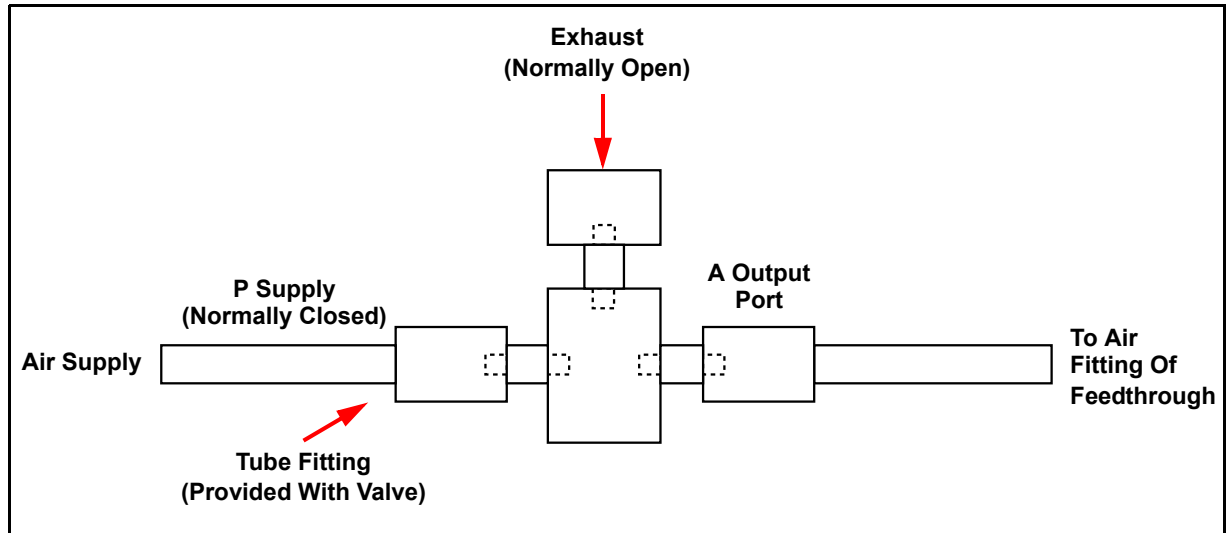 Exhaust
(Normally Open)
P Supply
(Normally Closed)
A Output
Port
Air Supply
To Air
Fitting Of
Feedthrough
Tube Fitting
(Provided With Valve)